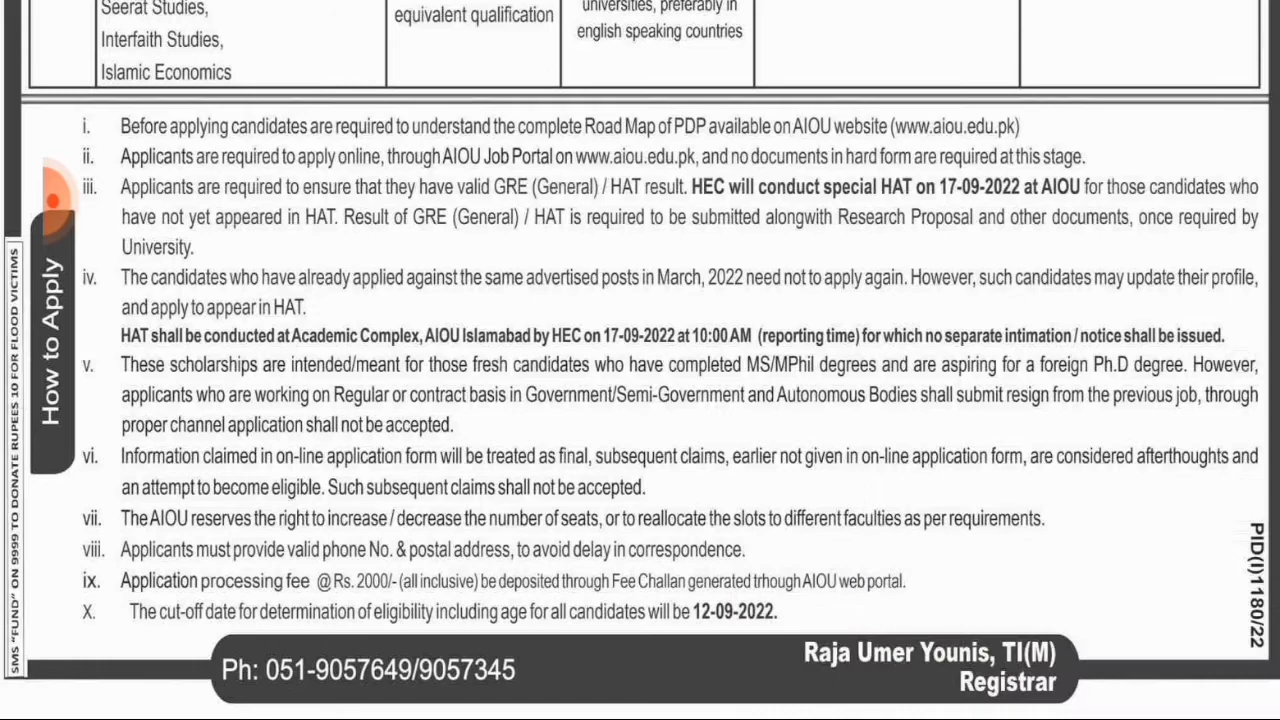 Seerat Studies,
Interfaith Studies,
Islamic Economics
equivalent qualification
universities, preferably in
english speaking countries
How to Apply
i. Before applying candidates are required to understand the complete Road Map of PDP available on AIOU website (www.aiou.edu.pk)
ii. Applicants are required to apply online, through AIOU Job Portal on www.aiou.edu.pk, and no documents in hard form are required at this stage.
iii. Applicants are required to ensure that they have valid GRE (General) / HAT result. HEC will conduct special HAT on 17-09-2022 at AIOU for those candidates who
have not yet appeared in HAT. Result of GRE (General) / HAT is required to be submitted alongwith Research Proposal and other documents, once required by
University.
iv. The candidates who have already applied against the same advertised posts in March, 2022 need not to apply again. However, such candidates may update their profile,
and apply to appear in HAT.
HAT shall be conducted at Academic Complex, AIOU Islamabad by HEC on 17-09-2022 at 10:00 AM (reporting time) for which no separate intimation / notice shall be issued.
v. These scholarships are intended/meant for those fresh candidates who have completed MS/MPhil degrees and are aspiring for a foreign Ph.D degree. However,
applicants who are working on Regular or contract basis in Government/Semi-Government and Autonomous Bodies shall submit resign from the previous job, through
proper channel application shall not be accepted.
vi. Information claimed in on-line application form will be treated as final, subsequent claims, earlier not given in on-line application form, are considered afterthoughts and
an attempt to become eligible. Such subsequent claims shall not be accepted.
vii. The AIOU reserves the right to increase / decrease the number of seats, or to reallocate the slots to different faculties as per requirements.
viii. Applicants must provide valid phone No. & postal address, to avoid delay in correspondence.
ix. Application processing fee @ Rs. 2000/- (all inclusive) be deposited through Fee Challan generated trhough AIOU web portal.
X. The cut-off date for determination of eligibility including age for all candidates will be 12-09-2022.
SMS "FUND" ON 9999 TO DONATE RUPEES 10 FOR FLOOD VICTIMS
PID(I)1180/22
Ph: 051-9057649/9057345
Raja Umer Younis, TI(M)
Registrar